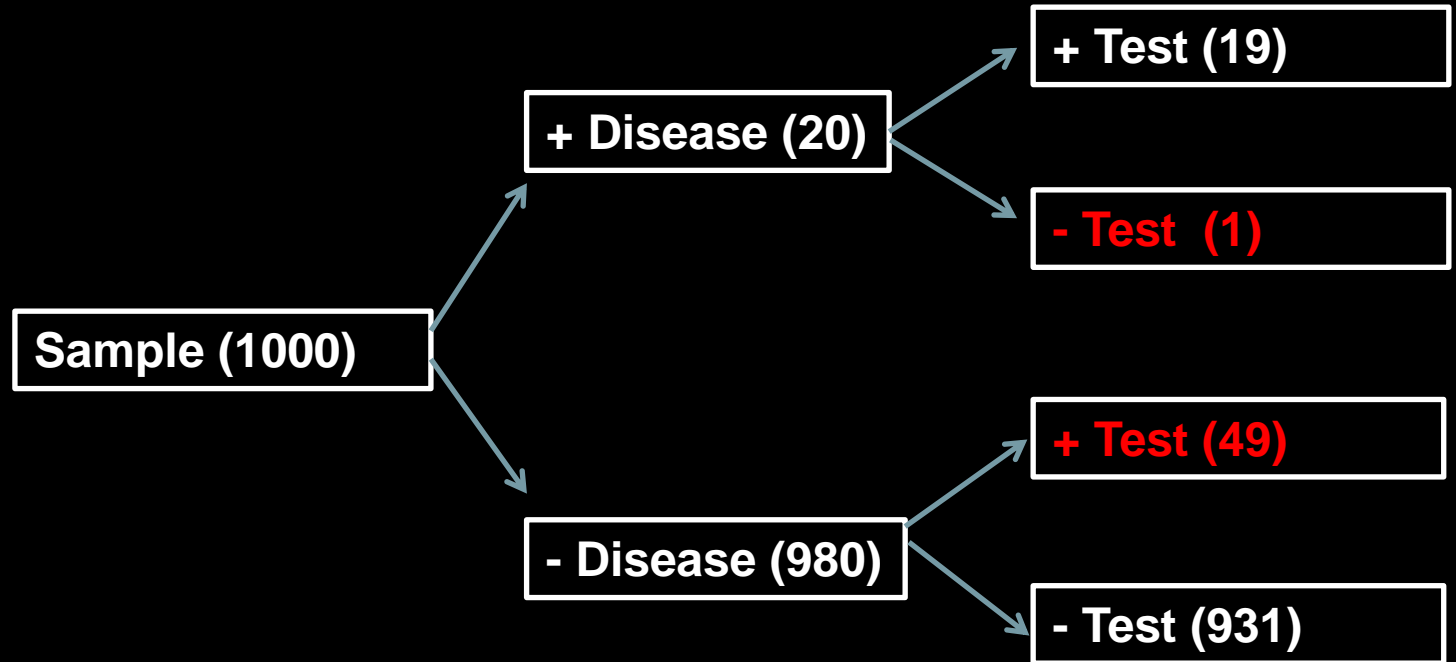 + Test (19)
+ Disease (20)
- Test (1)
Sample (1000)
+ Test (49)
- Disease (980)
- Test (931)